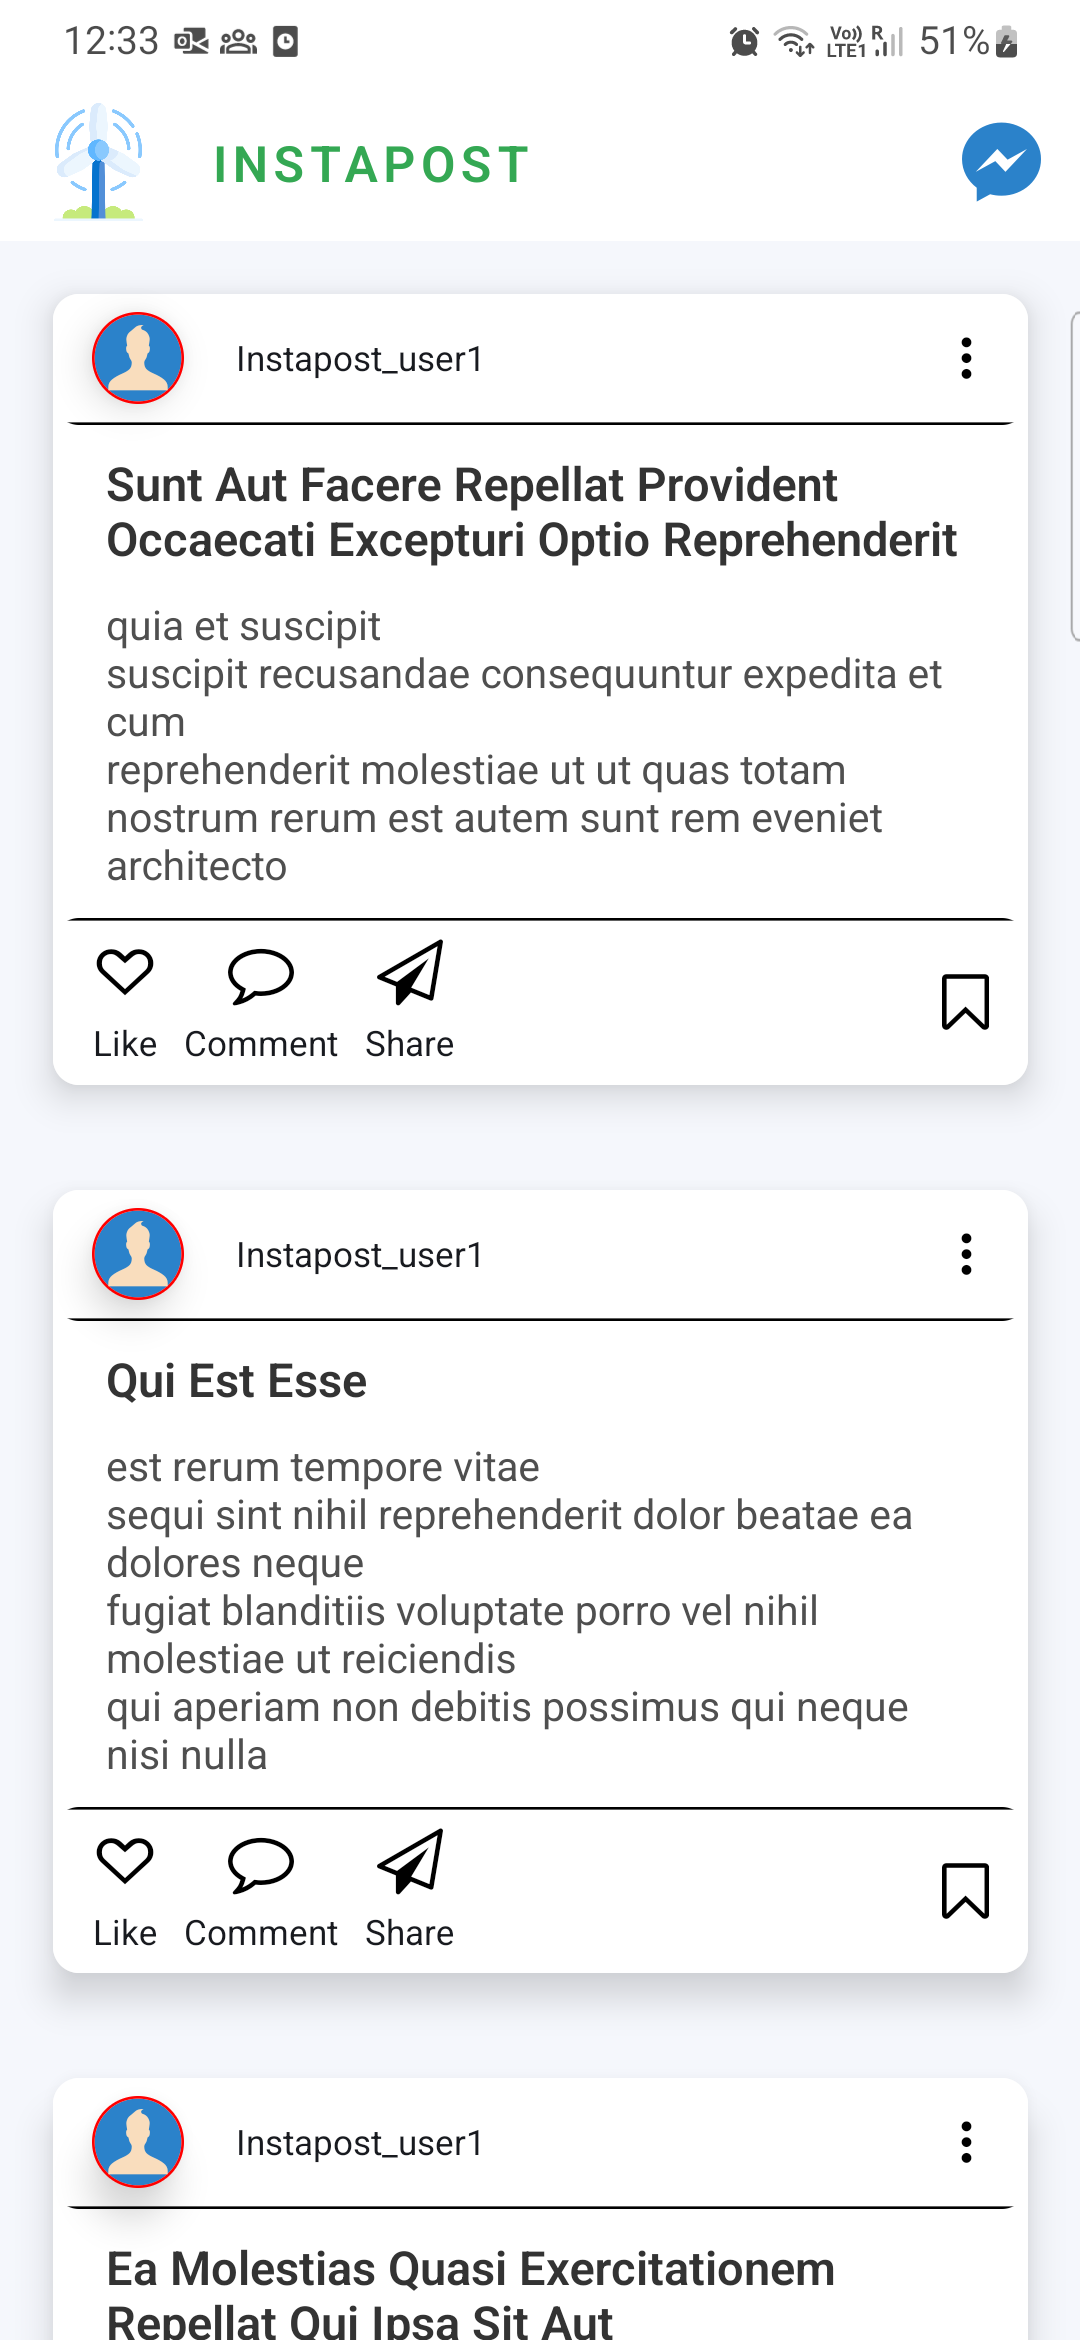 12:33
Vo)) R
LTE1
51%
INSTAPOST
Instapost_user1
Sunt Aut Facere Repellat Provident
Occaecati Excepturi Optio Reprehenderit
quia et suscipit
suscipit recusandae consequuntur expedita et
cum
reprehenderit molestiae ut ut quas totam
nostrum rerum est autem sunt rem eveniet
architecto
Like Comment Share
Instapost_user1
Qui Est Esse
est rerum tempore vitae
sequi sint nihil reprehenderit dolor beatae ea
dolores neque
fugiat blanditiis voluptate porro vel nihil
molestiae ut reiciendis
qui aperiam non debitis possimus qui neque
nisi nulla
Like Comment Share
Instapost_user1
Ea Molestias Quasi Exercitationem
Repellat Qui Ipsa Sit Aut